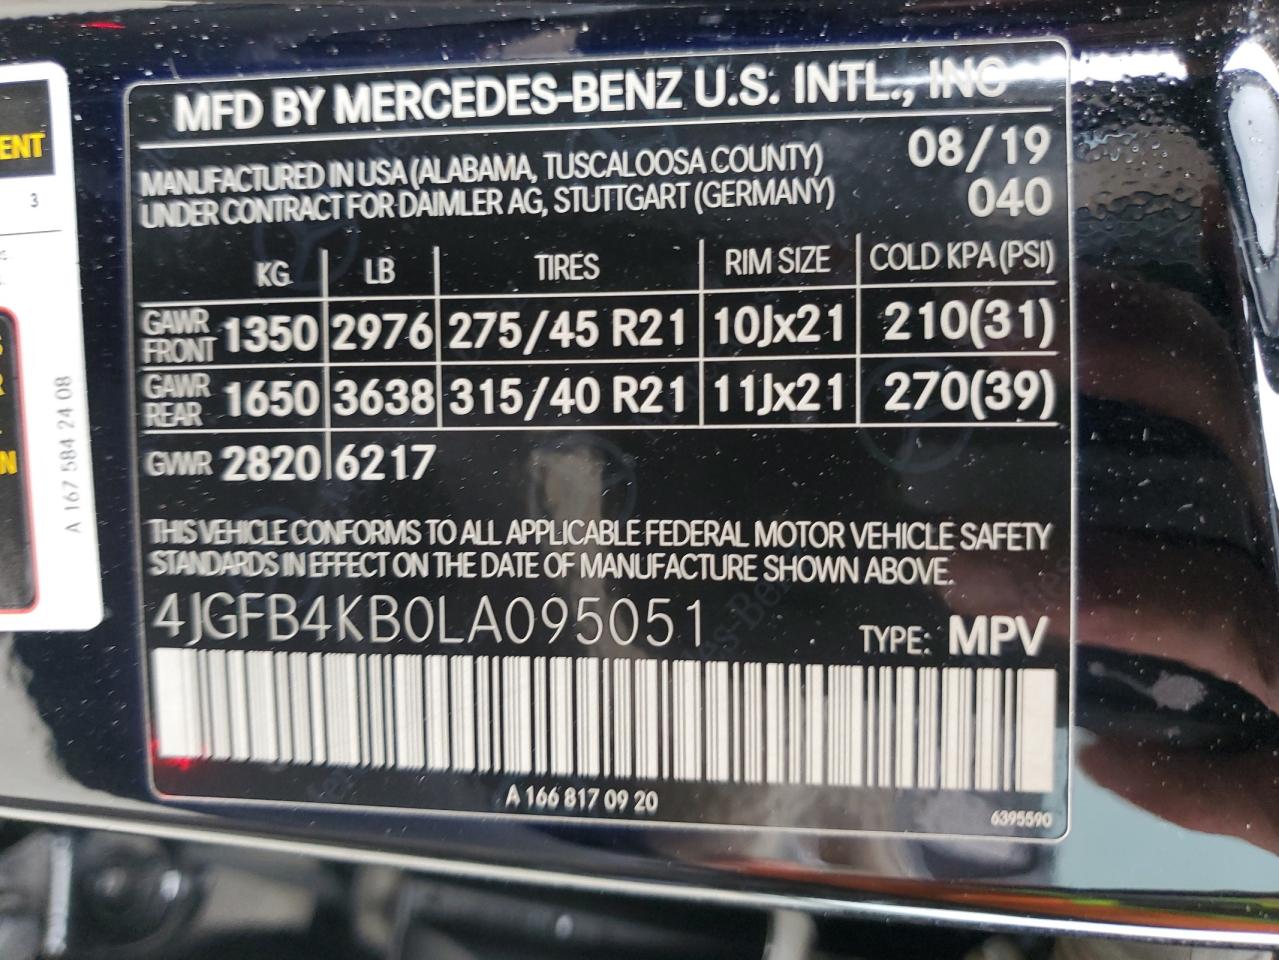 MFD BY MERCEDES-BENZ U.S. INTL., INC
MANUFACTURED IN USA (ALABAMA, TUSCALOOSA COUNTY) 08/19
UNDER CONTRACT FOR DAIMLER AG, STUTTGART (GERMANY) 040
KG LB TIRES RIM SIZE COLD KPA (PSI)
GAWR FRONT 1350 2976 275/45 R21 10Jx21 210(31)
GAWR REAR 1650 3638 315/40 R21 11Jx21 270(39)
GVWR 2820 6217
THIS VEHICLE CONFORMS TO ALL APPLICABLE FEDERAL MOTOR VEHICLE SAFETY
STANDARDS IN EFFECT ON THE DATE OF MANUFACTURE SHOWN ABOVE.
4JGFB4KB0LA095051 TYPE: MPV
A 166 817 09 20
6395590
ENT
3
A 167 584 24 08